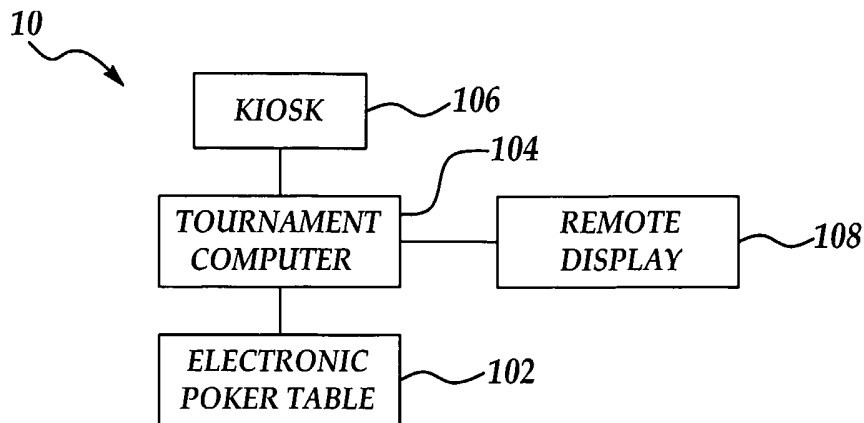 10
KIOSK
106
104
TOURNAMENT
COMPUTER
REMOTE
DISPLAY
108
ELECTRONIC
POKER TABLE
102